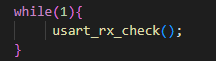 while(1){
usart_rx_check();
}